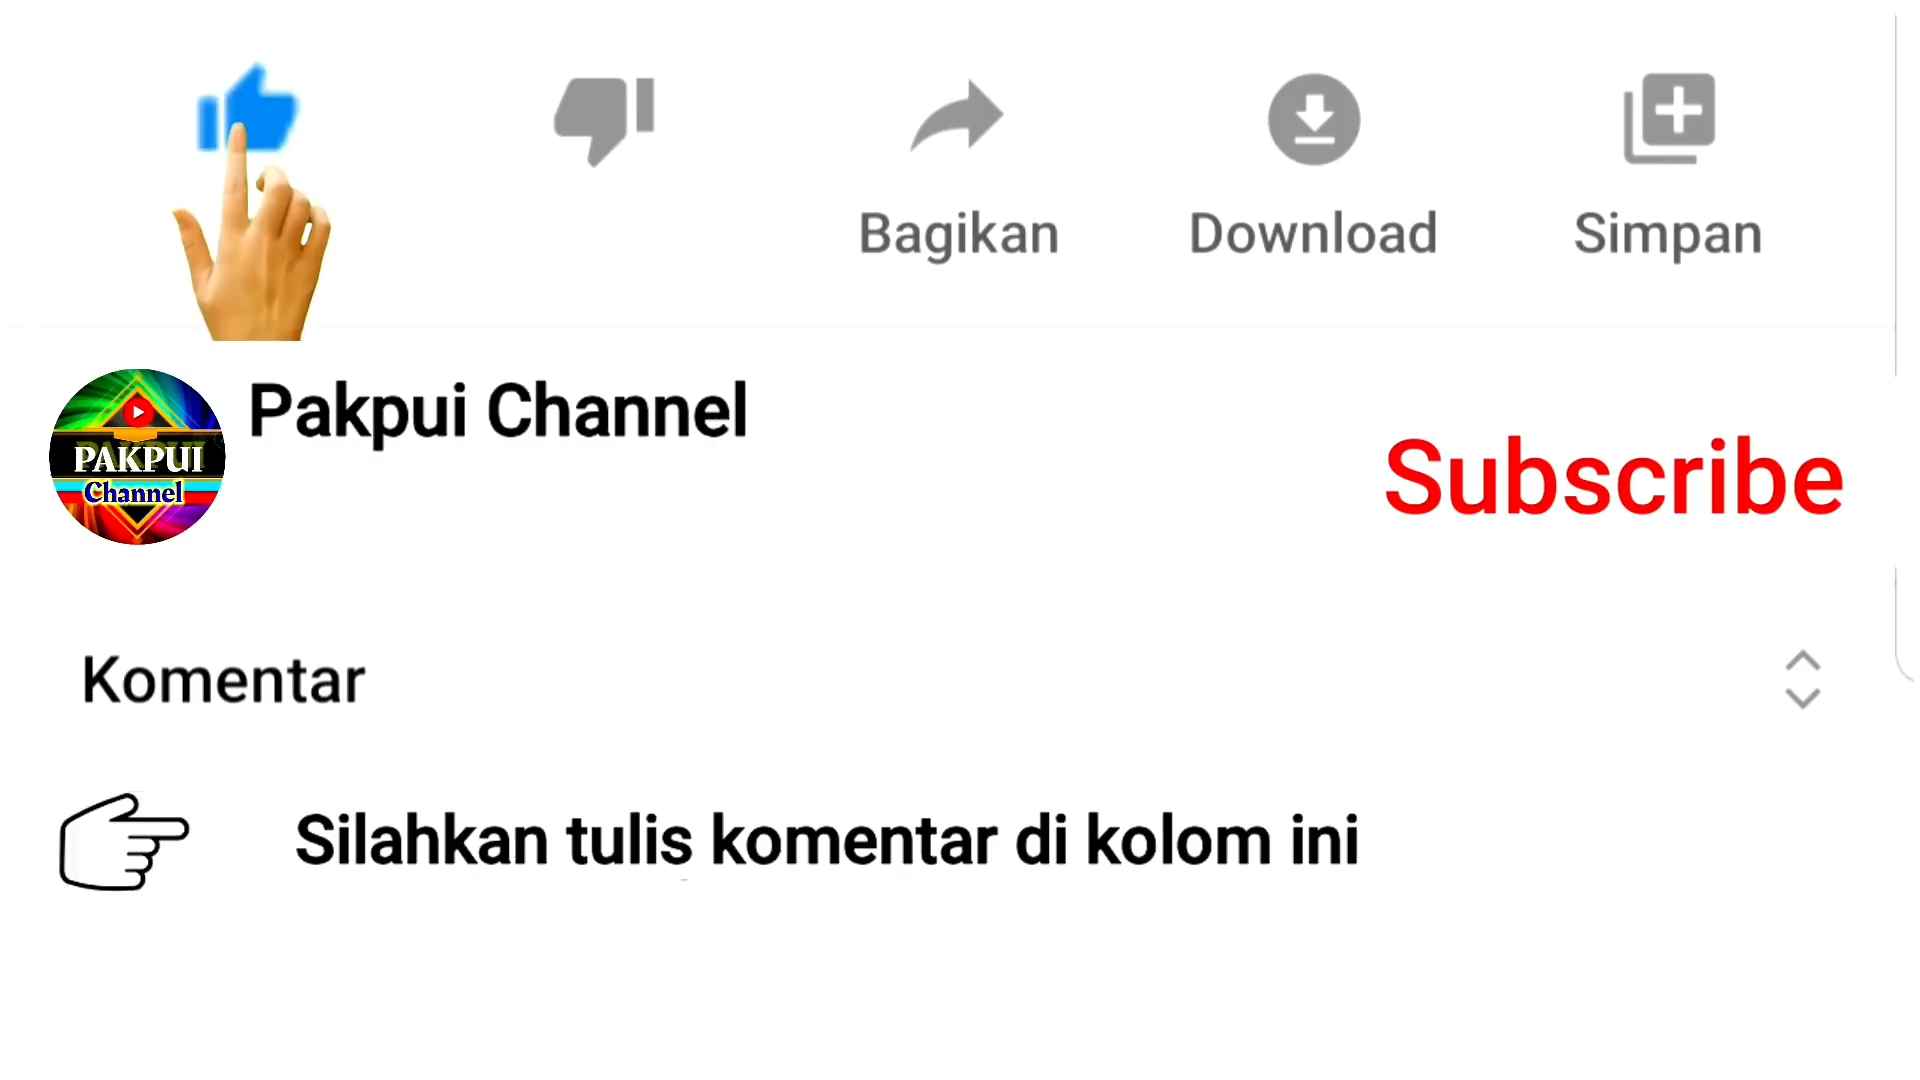 Bagikan Download Simpan
Pakpui Channel
PAKPUI
Channel
Subscribe
Komentar
Silahkan tulis komentar di kolom ini